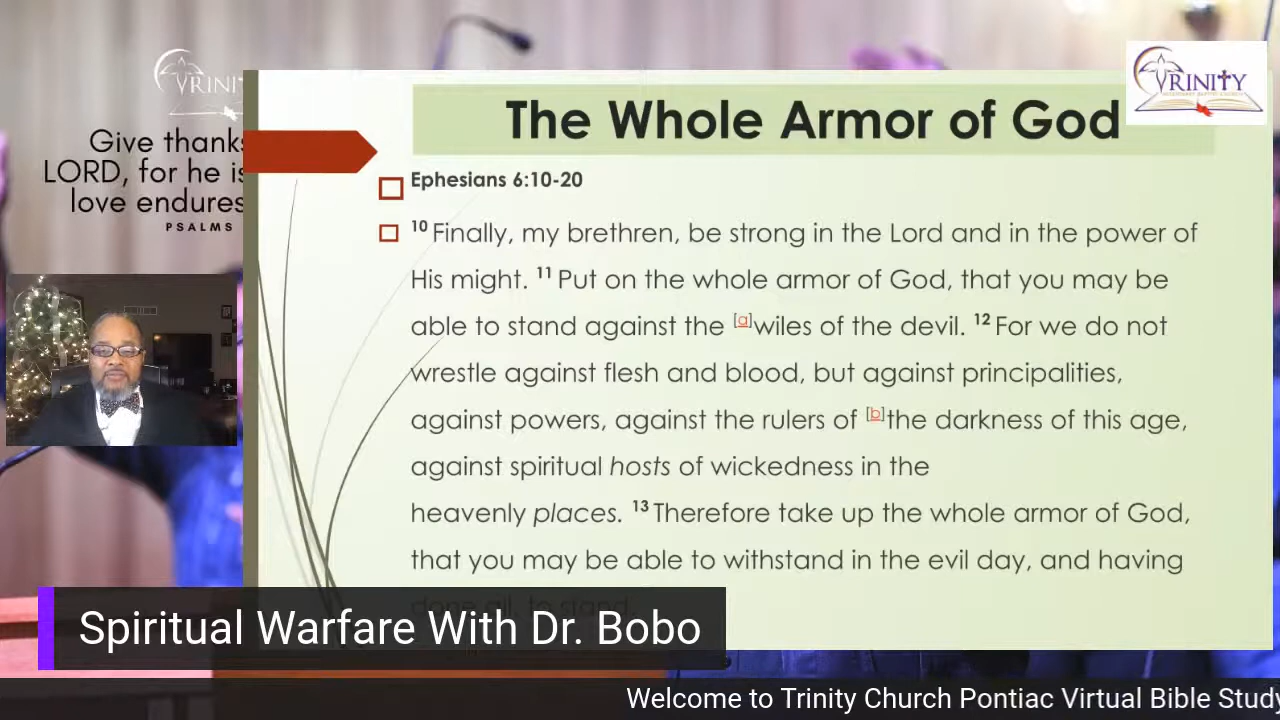 TRINITY
The Whole Armor of God
TRINI
Give thanks
LORD, for he is
love endures
PSALMS
Ephesians 6:10-20
10 Finally, my brethren, be strong in the Lord and in the power of
His might. 11 Put on the whole armor of God, that you may be
able to stand against the [a]wiles of the devil. 12 For we do not
wrestle against flesh and blood, but against principalities,
against powers, against the rulers of [b]the darkness of this age,
against spiritual hosts of wickedness in the
heavenly places. 13 Therefore take up the whole armor of God,
that you may be able to withstand in the evil day, and having
done all, to stand.
Spiritual Warfare With Dr. Bobo
Welcome to Trinity Church Pontiac Virtual Bible Study